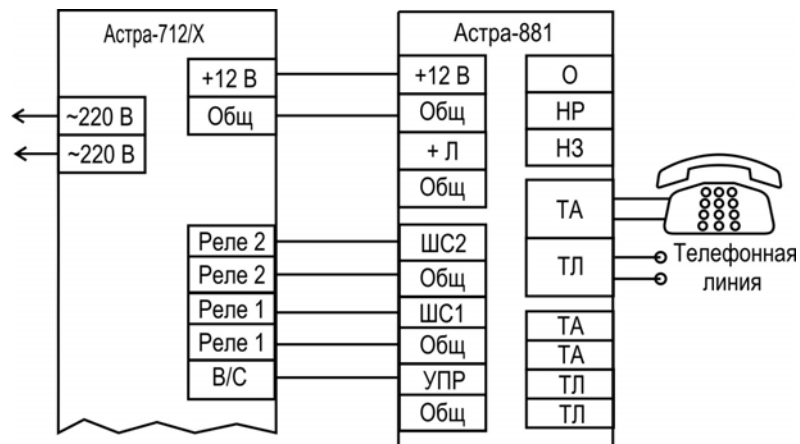 Астра-712/Х
+12 В
Общ
~220 В
~220 В
Реле 2
Реле 2
Реле 1
Реле 1
В/С
Астра-881
+12 В
Общ
+ Л
Общ
ШС2
Общ
ШС1
Общ
УПР
Общ
О
НР
НЗ
ТА
ТЛ
ТА
ТА
ТЛ
ТЛ
Телефонная
линия